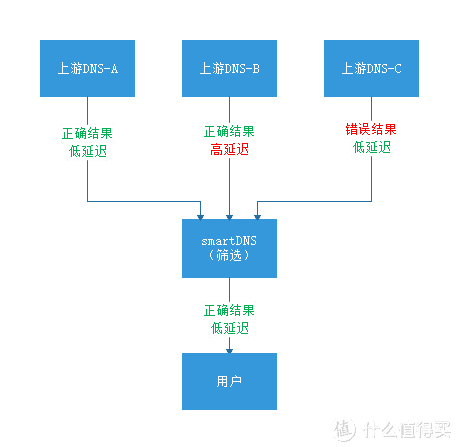 上游DNS-A
上游DNS-B
上游DNS-C
正确结果
低延迟
正确结果
高延迟
错误结果
低延迟
smartDNS
(筛选)
正确结果
低延迟
用户
值 什么值得买